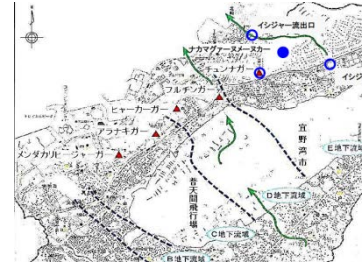 イシジャー流出口
ナカマグァーヌメーヌカー
チュンナガー
イシジ
フルチンガー
ヒャーカーガー
アラナキガー
メンダカリヒージャーガー
宜野湾市
普天間飛行場
E地下流域
D地下流域
C地下流域
B地下流域